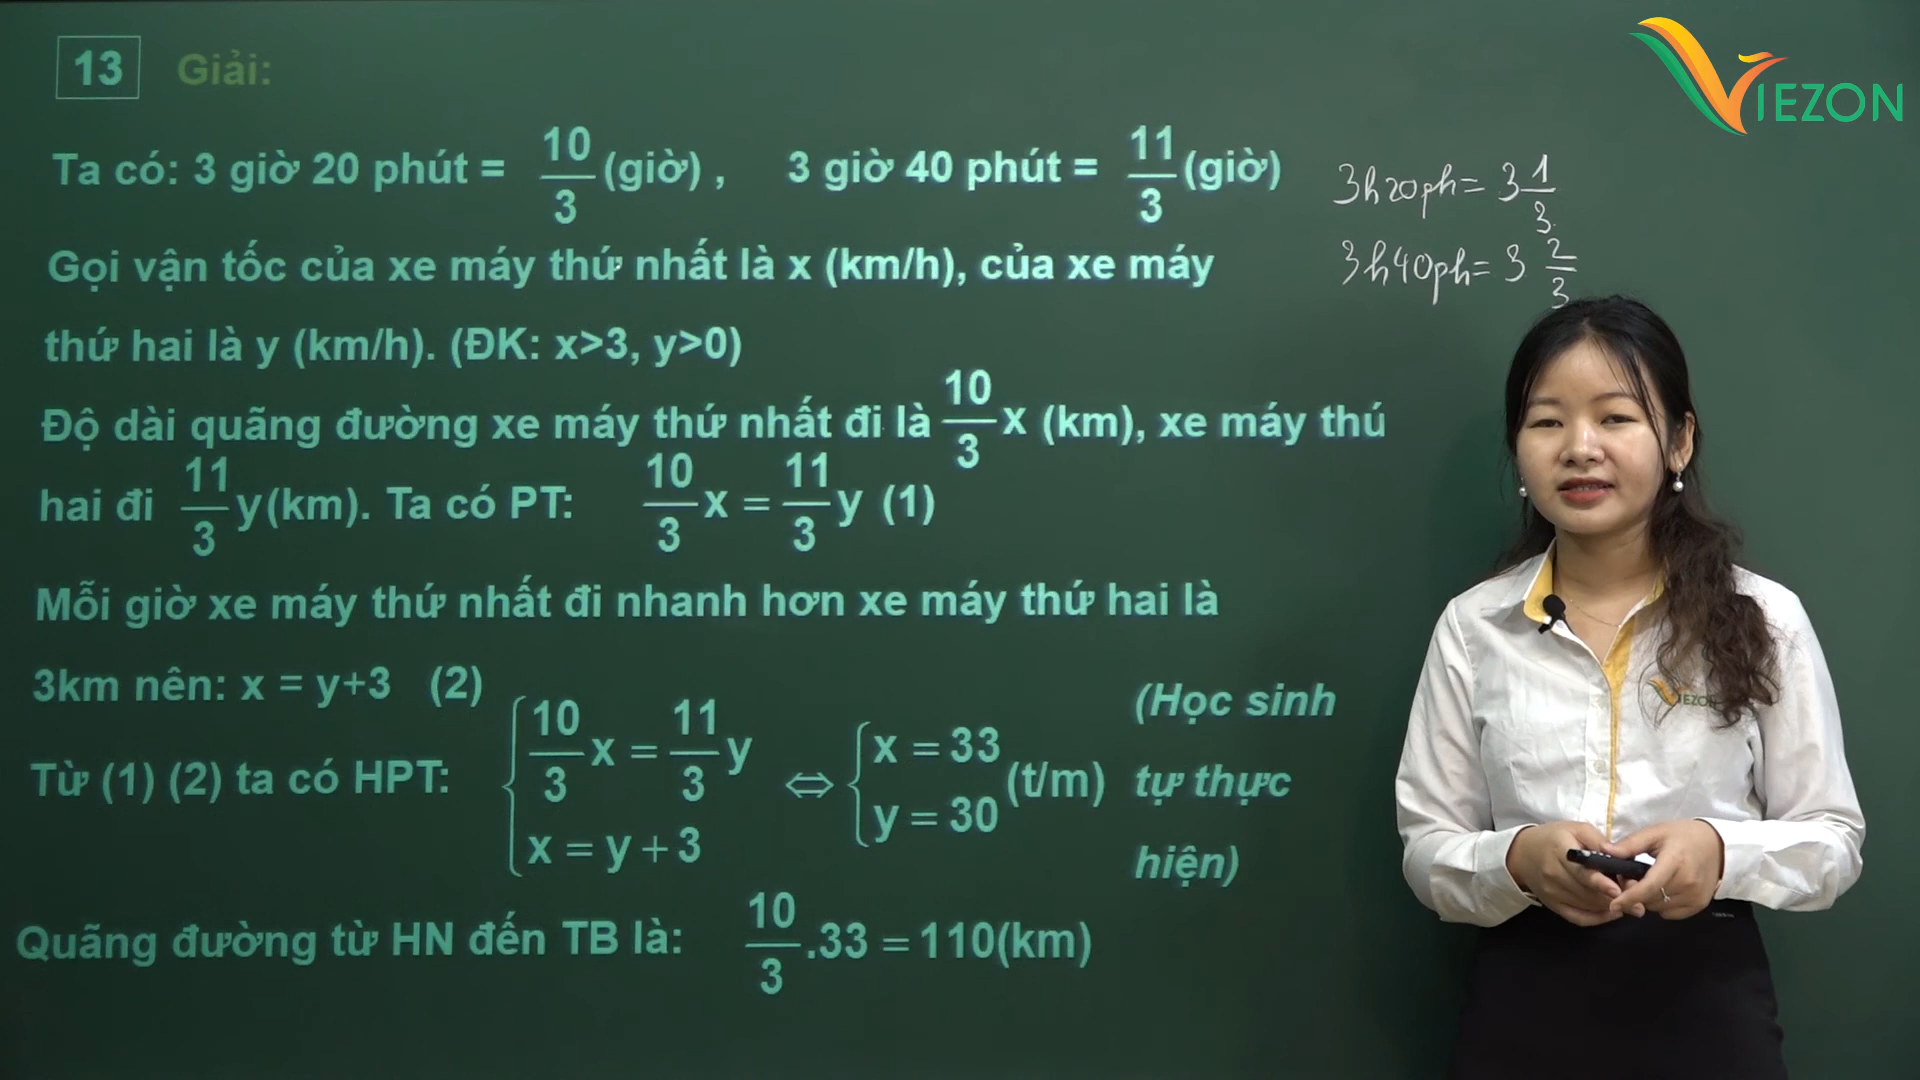 VIEZON
13 Giải:
Ta có: 3 giờ 20 phút = 10/3 (giờ) , 3 giờ 40 phút = 11/3 (giờ)
3h20ph = 3 1/3
3h40ph = 3 2/3
Gọi vận tốc của xe máy thứ nhất là x (km/h), của xe máy
thứ hai là y (km/h). (ĐK: x>3, y>0)
Độ dài quãng đường xe máy thứ nhất đi là 10/3 x (km), xe máy thứ
hai đi 11/3 y(km). Ta có PT: 10/3 x = 11/3 y (1)
Mỗi giờ xe máy thứ nhất đi nhanh hơn xe máy thứ hai là
3km nên: x = y+3 (2)
Từ (1) (2) ta có HPT: { 10/3 x = 11/3 y
x = y + 3
⇔ { x = 33
y = 30 (t/m)
(Học sinh
tự thực
hiện)
Quãng đường từ HN đến TB là: 10/3 .33 = 110(km)
VIEZON